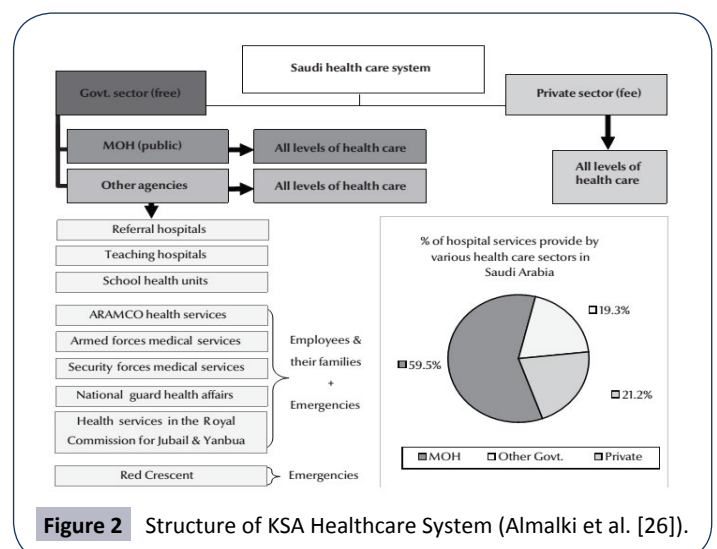 Saudi health care system
Govt. sector (free)
Private sector (fee)
MOH (public)
All levels of health care
All levels of
health care
Other agencies
All levels of health care
Referral hospitals
Teaching hospitals
School health units
ARAMCO health services
Armed forces medical services
Security forces medical services
National guard health affairs
Health services in the Royal
Commission for Jubail & Yanbua
Employees &
their families
+
Emergencies
Red Crescent
Emergencies
% of hospital services provide by
various health care sectors in
Saudi Arabia
19.3%
59.5%
21.2%
MOH Other Govt. Private
Figure 2 Structure of KSA Healthcare System (Almalki et al. [26]).